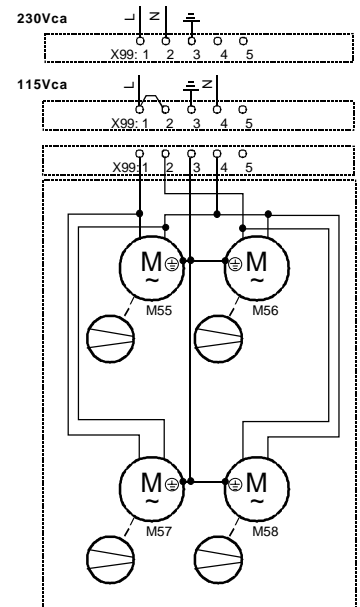 230Vca L N
X99: 1 2 3 4 5
115Vca L N
X99: 1 2 3 4 5
X99:1 2 3 4 5
M ~ M ~
M55 M56
M ~ M ~
M57 M58